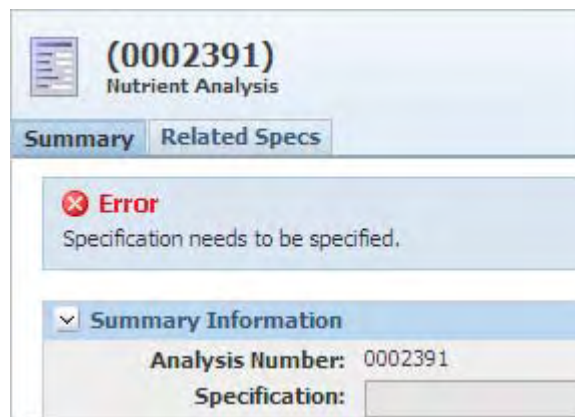 (0002391)
Nutrient Analysis
Summary Related Specs
Error
Specification needs to be specified.
Summary Information
Analysis Number: 0002391
Specification: